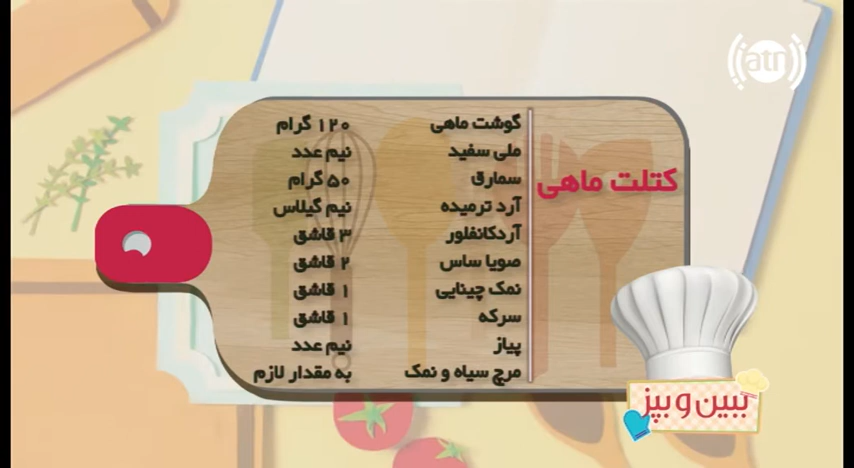 atn
کتلت ماهی
گوشت ماهی ۱۲۰ گرام
ملی سفید نیم عدد
سمارق ۵۰ گرام
آرد ترمیده نیم گیلاس
آردکانفلور ۳ قاشق
صویا ساس ۲ قاشق
نمک چینایی ۱ قاشق
سرکه ۱ قاشق
پیاز نیم عدد
مرچ سیاه و نمک به مقدار لازم
ببین و بپز